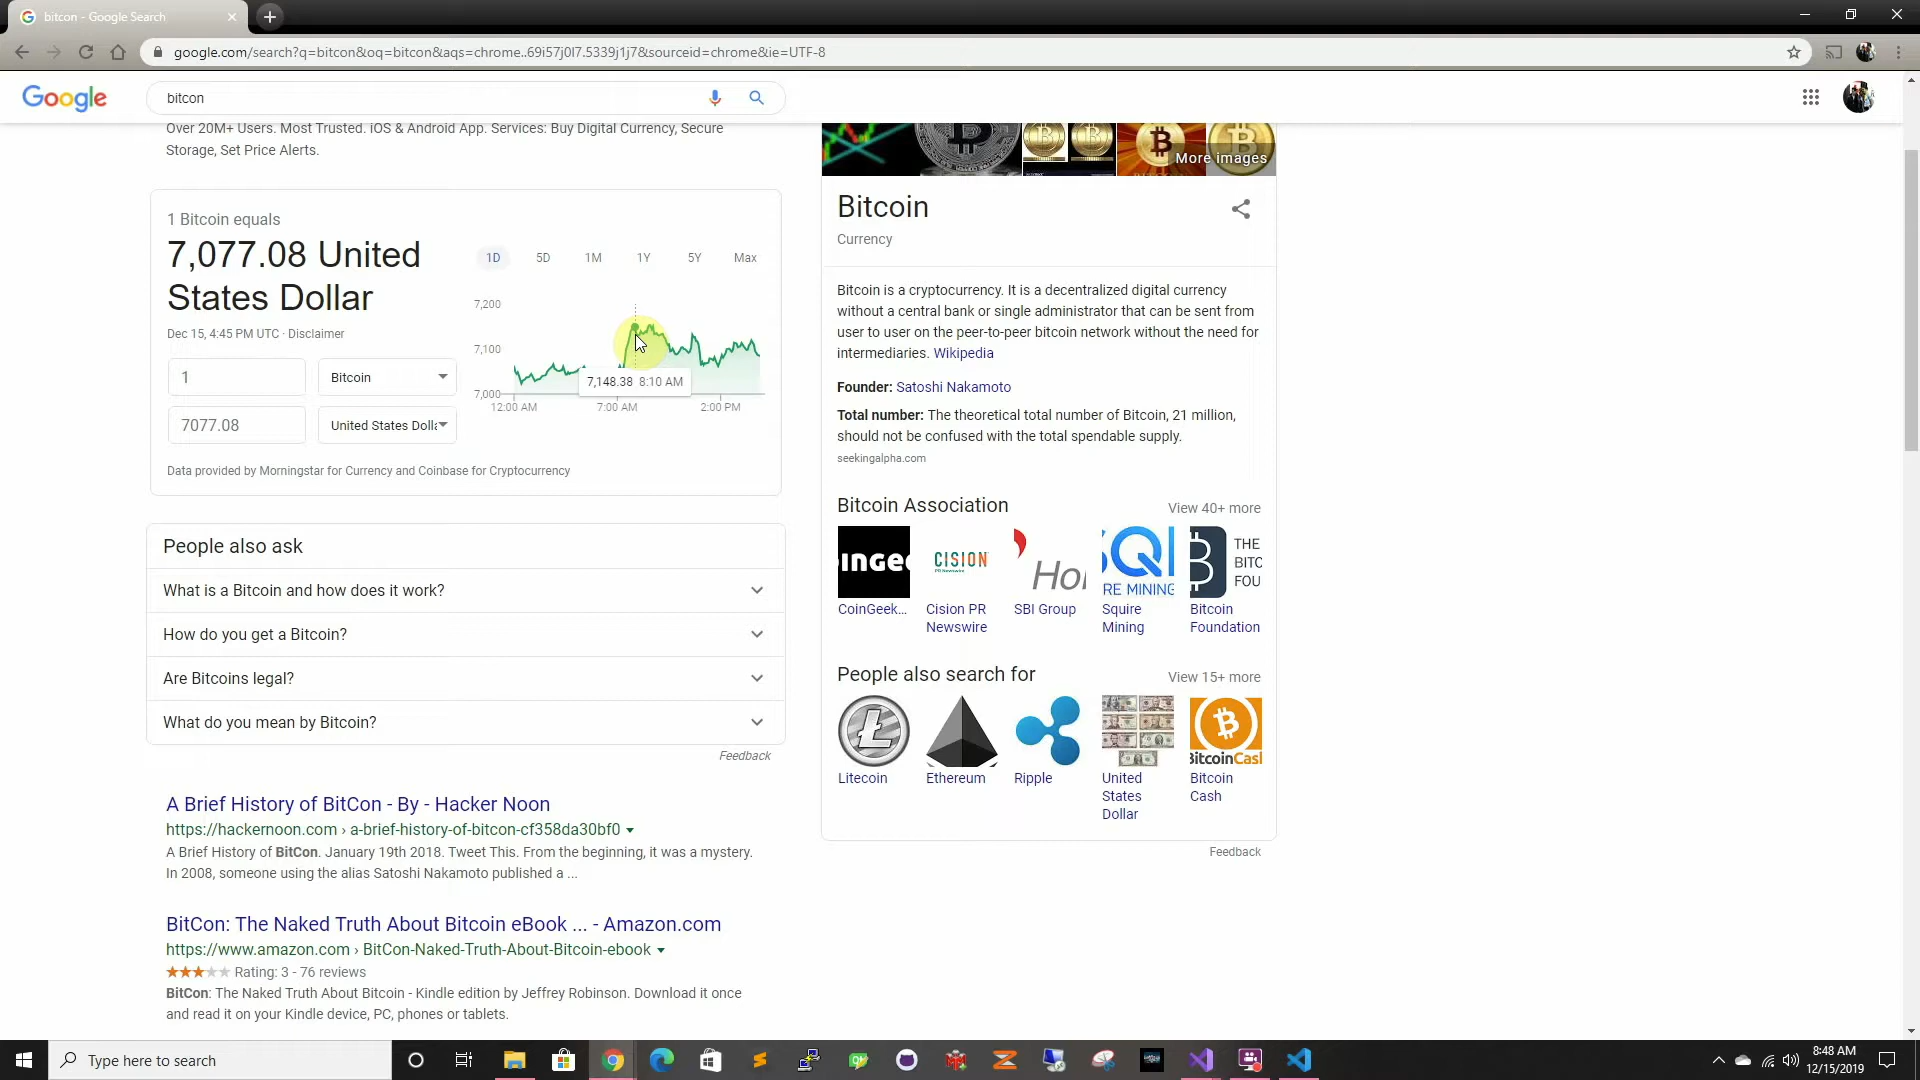 bitcon - Google Search
google.com/search?q=bitcon&oq=bitcon&aqs=chrome..69i57j0l7.5339j1j7&sourceid=chrome&ie=UTF-8
Google
bitcon
Over 20M+ Users. Most Trusted. iOS & Android App. Services: Buy Digital Currency, Secure
Storage, Set Price Alerts.
1 Bitcoin equals
7,077.08 United
States Dollar
Dec 15, 4:45 PM UTC · Disclaimer
1
Bitcoin
7077.08
United States Doll
1D 5D 1M 1Y 5Y Max
7,200
7,100
7,000
7,148.38 8:10 AM
12:00 AM 7:00 AM 2:00 PM
Data provided by Morningstar for Currency and Coinbase for Cryptocurrency
People also ask
What is a Bitcoin and how does it work?
How do you get a Bitcoin?
Are Bitcoins legal?
What do you mean by Bitcoin?
Feedback
A Brief History of BitCon - By - Hacker Noon
https://hackernoon.com › a-brief-history-of-bitcon-cf358da30bf0
A Brief History of BitCon. January 19th 2018. Tweet This. From the beginning, it was a mystery.
In 2008, someone using the alias Satoshi Nakamoto published a ...
BitCon: The Naked Truth About Bitcoin eBook ... - Amazon.com
https://www.amazon.com › BitCon-Naked-Truth-About-Bitcoin-ebook
Rating: 3 - 76 reviews
BitCon: The Naked Truth About Bitcoin - Kindle edition by Jeffrey Robinson. Download it once
and read it on your Kindle device, PC, phones or tablets.
More images
Bitcoin
Currency
Bitcoin is a cryptocurrency. It is a decentralized digital currency
without a central bank or single administrator that can be sent from
user to user on the peer-to-peer bitcoin network without the need for
intermediaries. Wikipedia
Founder: Satoshi Nakamoto
Total number: The theoretical total number of Bitcoin, 21 million,
should not be confused with the total spendable supply.
seekingalpha.com
Bitcoin Association
View 40+ more
inge
CISION
PR Newswire
Hol
SQI
RE MINING
THE
BITC
FOU
CoinGeek...
Cision PR
Newswire
SBI Group
Squire
Mining
Bitcoin
Foundation
People also search for
View 15+ more
BitcoinCasl
Litecoin
Ethereum
Ripple
United
States
Dollar
Bitcoin
Cash
Feedback
Type here to search
8:48 AM
12/15/2019